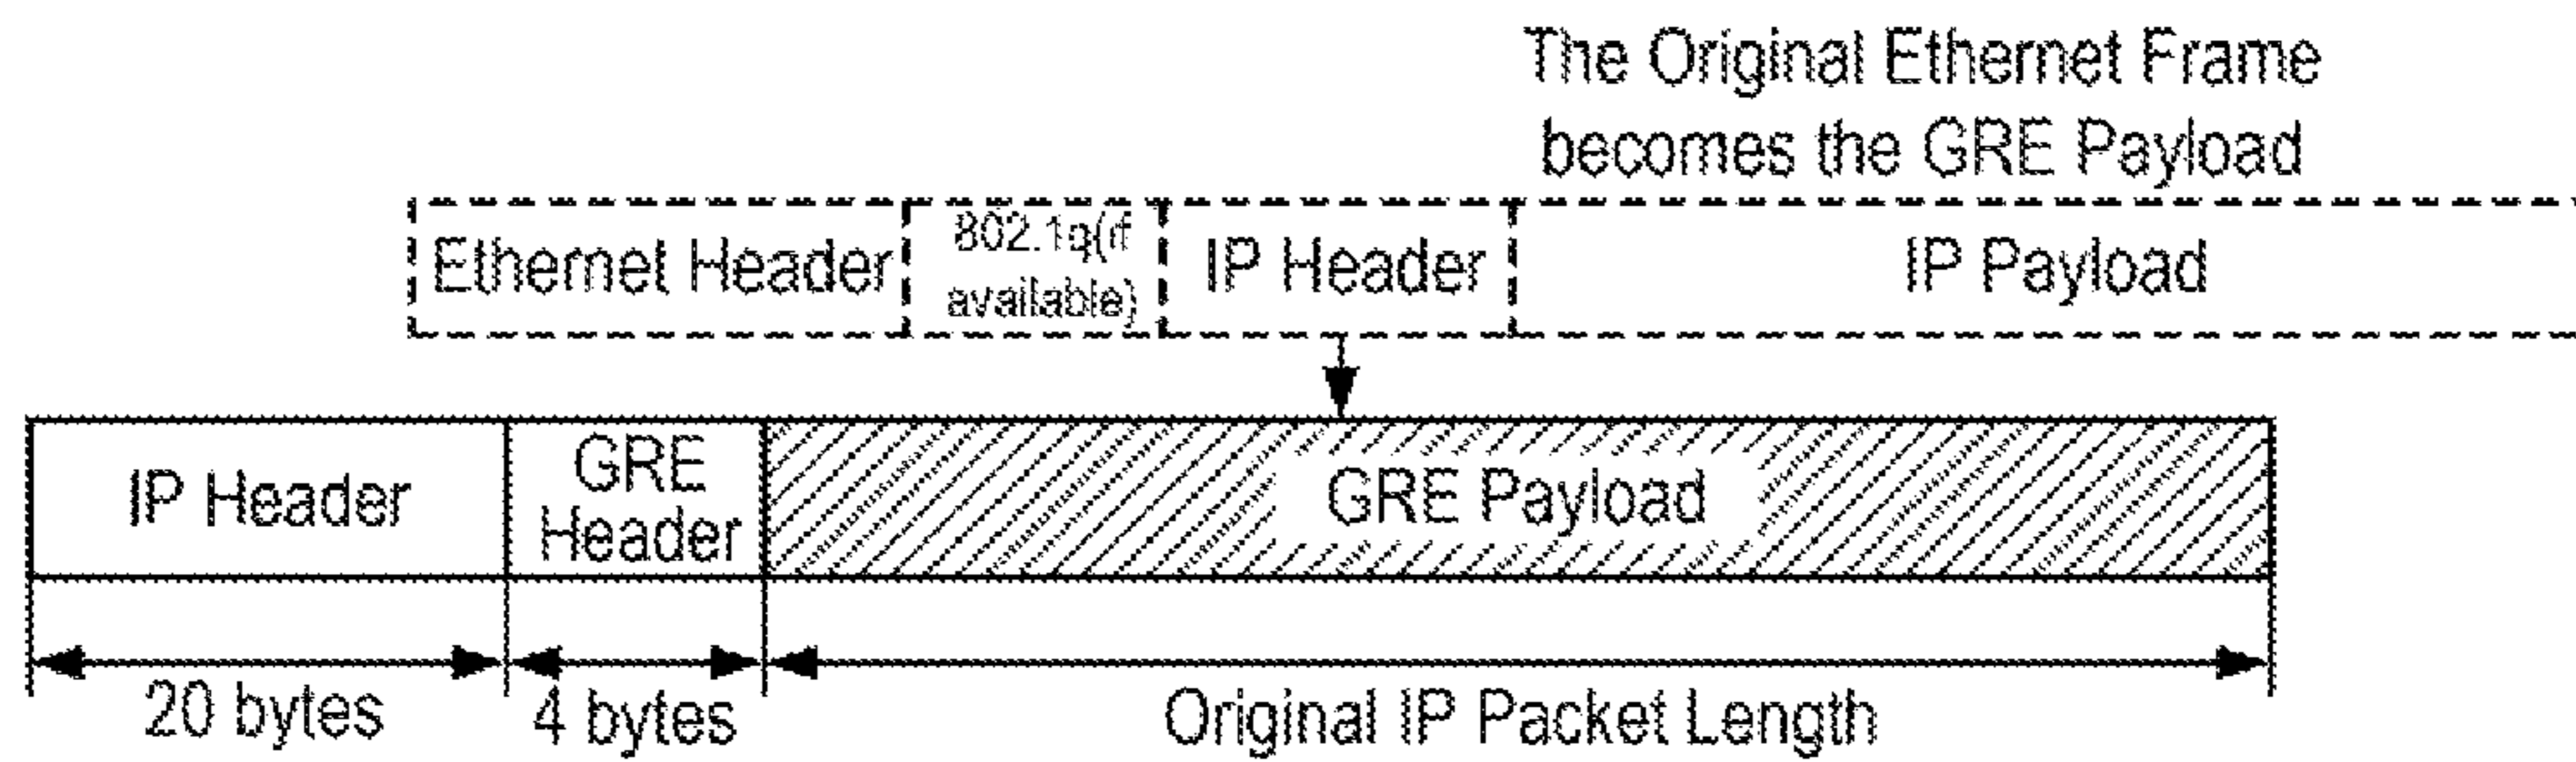 The Original Ethernet Frame
becomes the GRE Payload
Ethernet Header
802.1q(if
available)
IP Header
IP Payload
IP Header
GRE
Header
GRE Payload
20 bytes
4 bytes
Original IP Packet Length